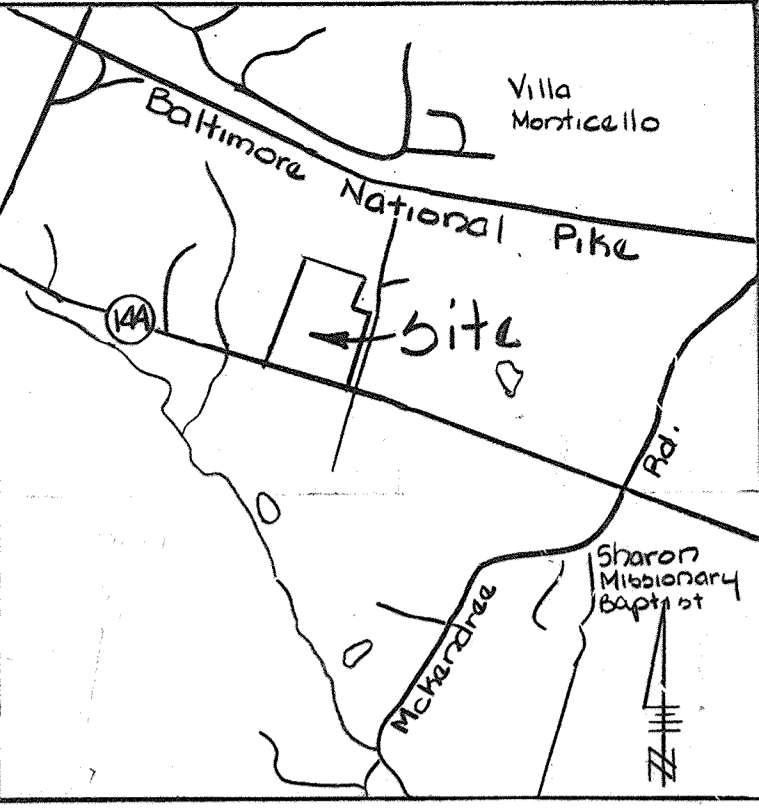 Villa
Monticello
Baltimore National Pike
144
Site
Rd.
Sharon
Missionary
Baptist
McKendree
N